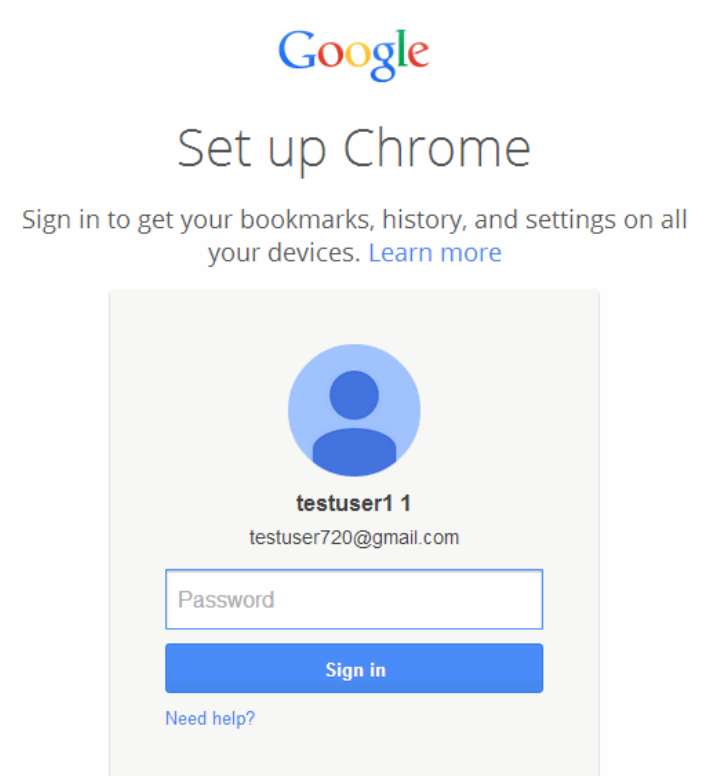 Google
Set up Chrome
Sign in to get your bookmarks, history, and settings on all
your devices. Learn more
testuser1 1
testuser720@gmail.com
Password
Sign in
Need help?